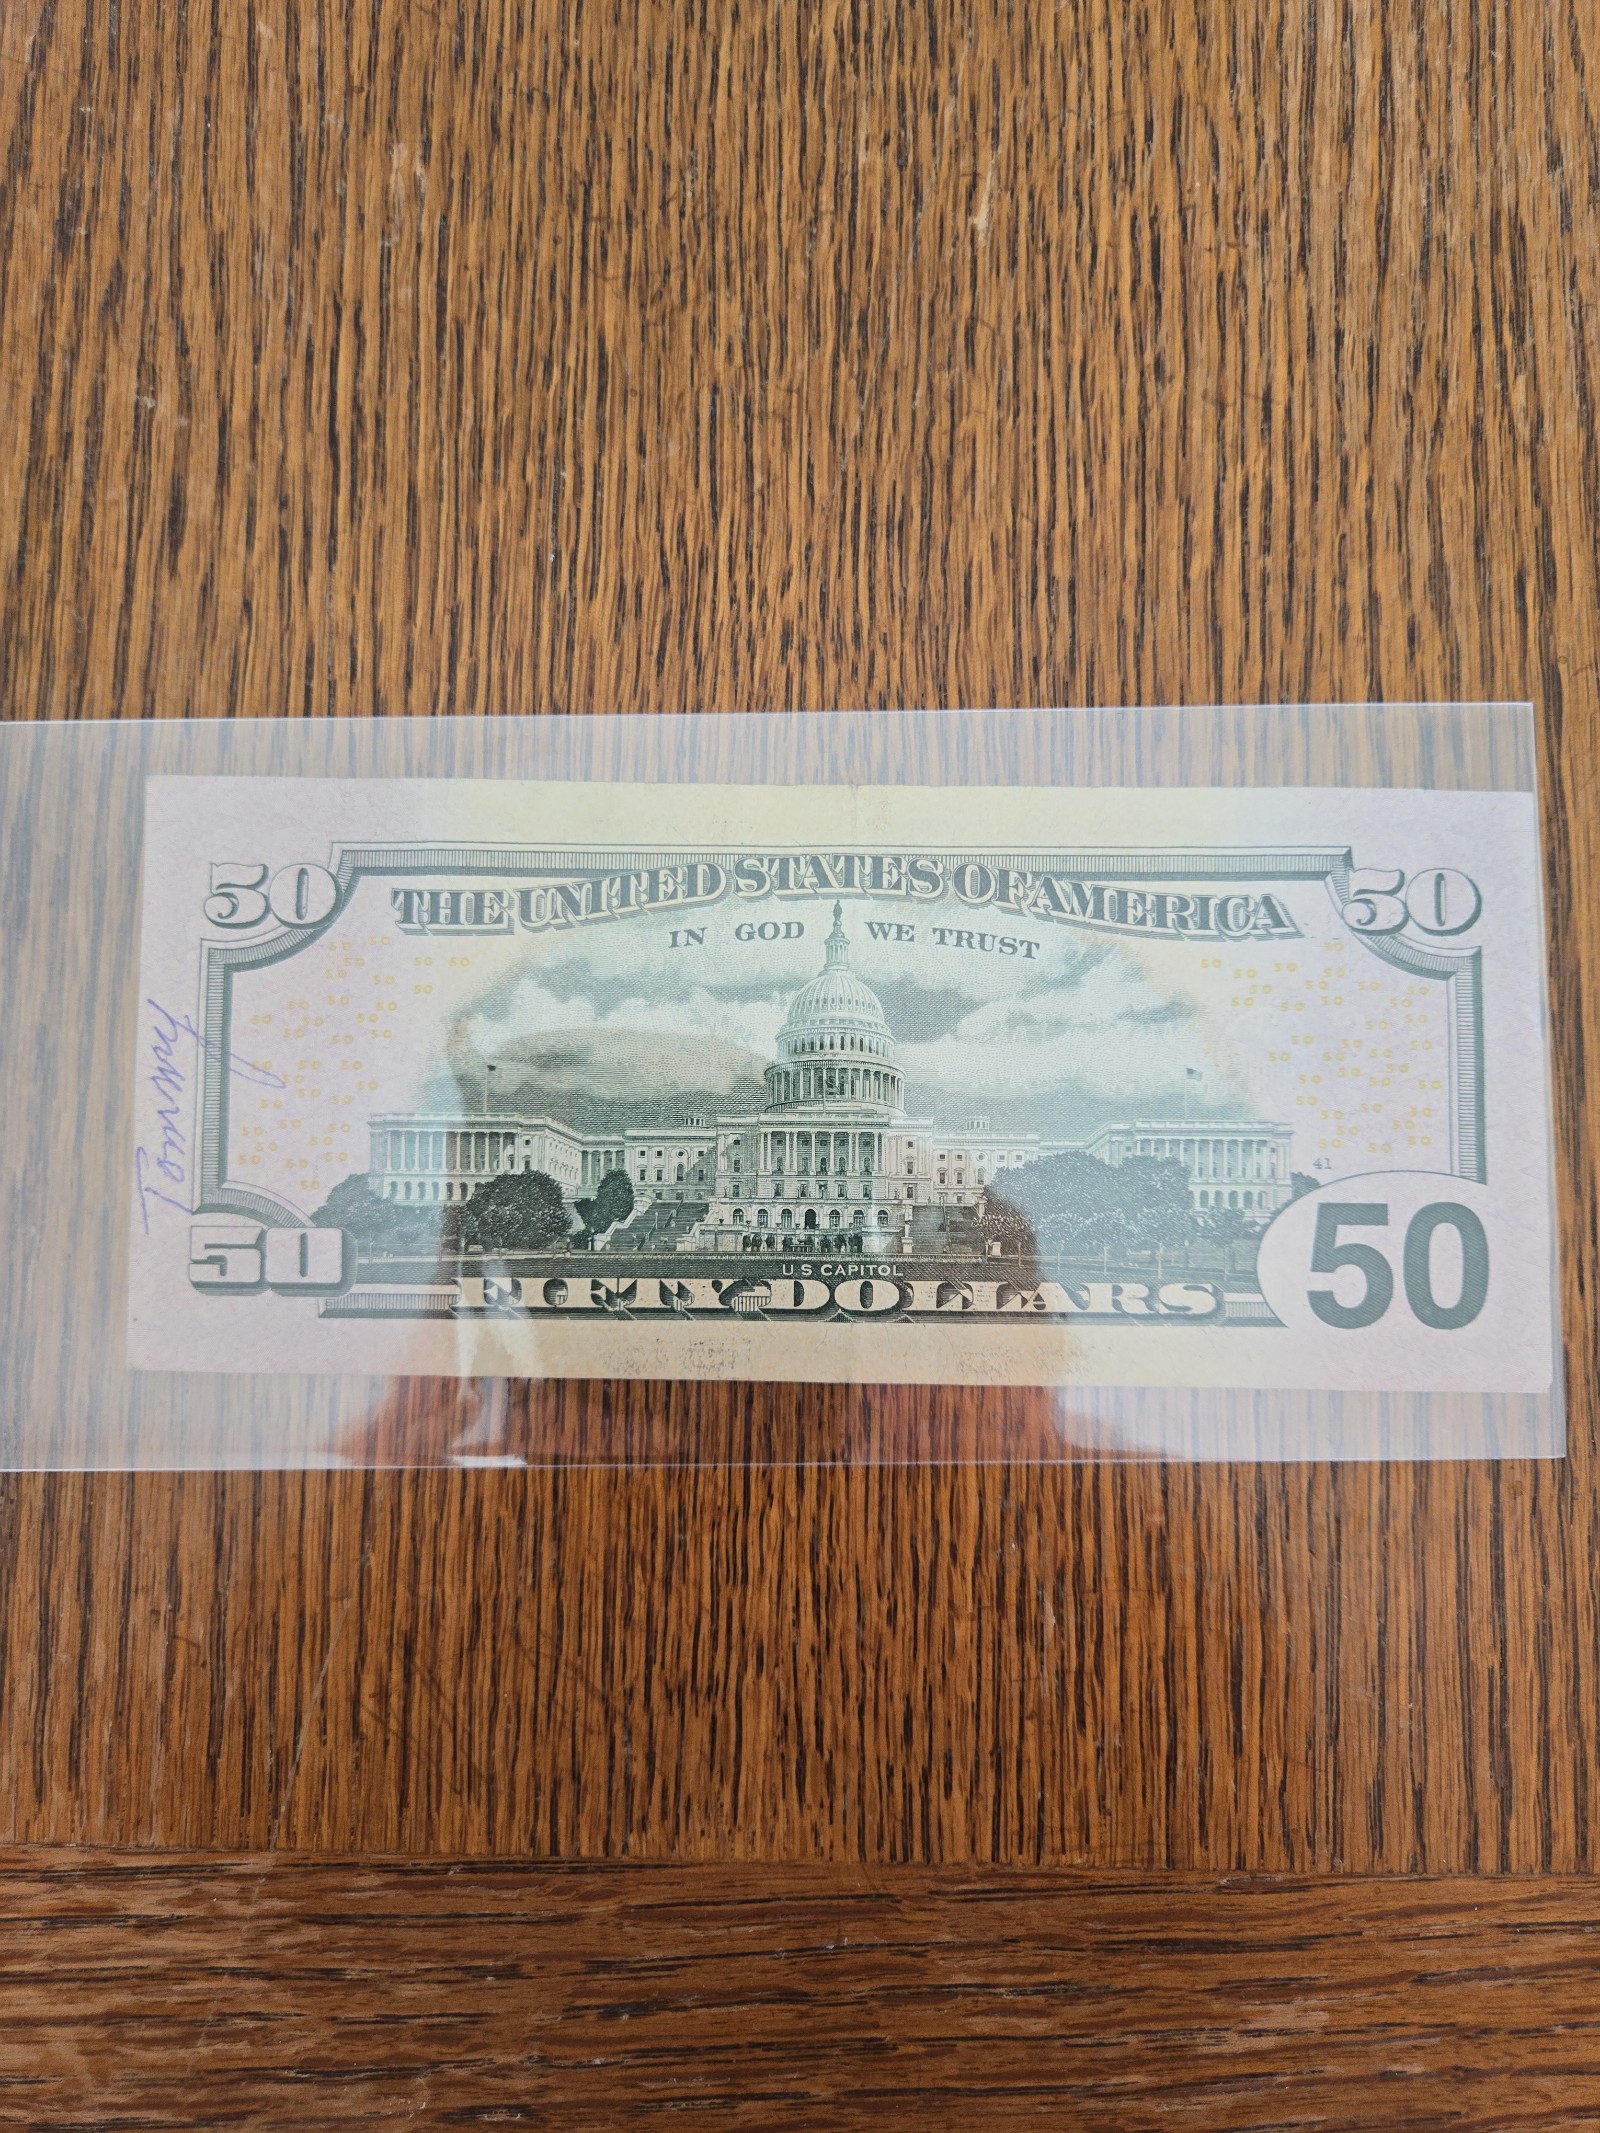 50 THE UNITED STATES OF AMERICA 50
IN GOD WE TRUST
41
50 50
U S CAPITOL
FIFTY DOLLARS